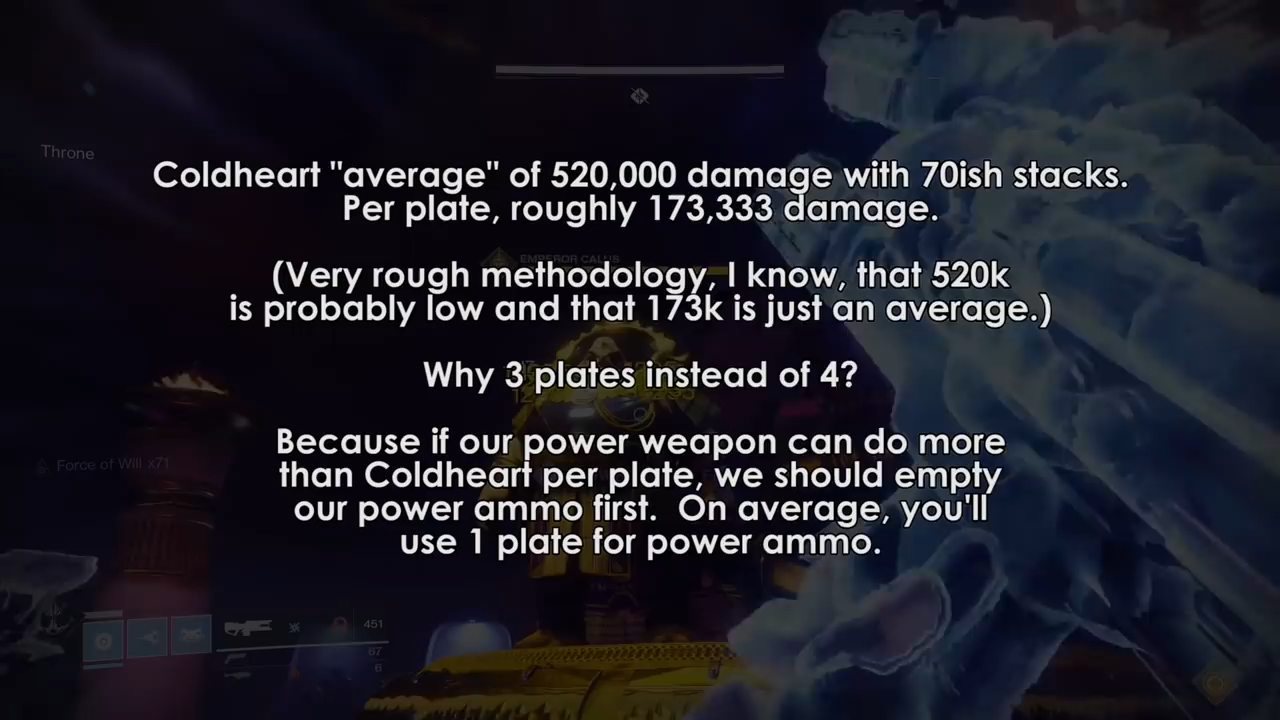 Throne
Coldheart "average" of 520,000 damage with 70ish stacks.
Per plate, roughly 173,333 damage.
EMPEROR CALUS
(Very rough methodology, I know, that 520k
is probably low and that 173k is just an average.)
Why 3 plates instead of 4?
Because if our power weapon can do more
than Coldheart per plate, we should empty
Force of Will x71
our power ammo first.  On average, you'll
use 1 plate for power ammo.
451
67
6